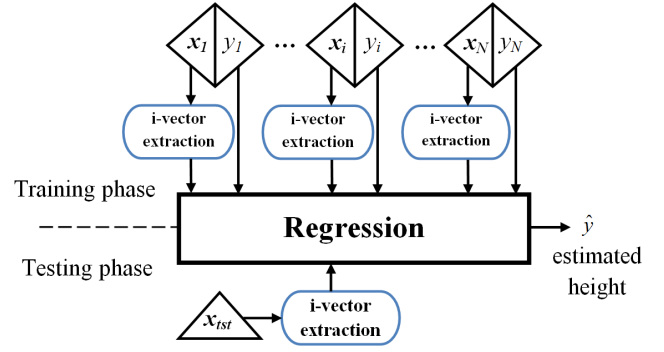 x1 y1 ... xi yi ... xN yN
i-vector extraction
i-vector extraction
i-vector extraction
Training phase
Regression
ŷ
estimated height
Testing phase
xtst
i-vector extraction